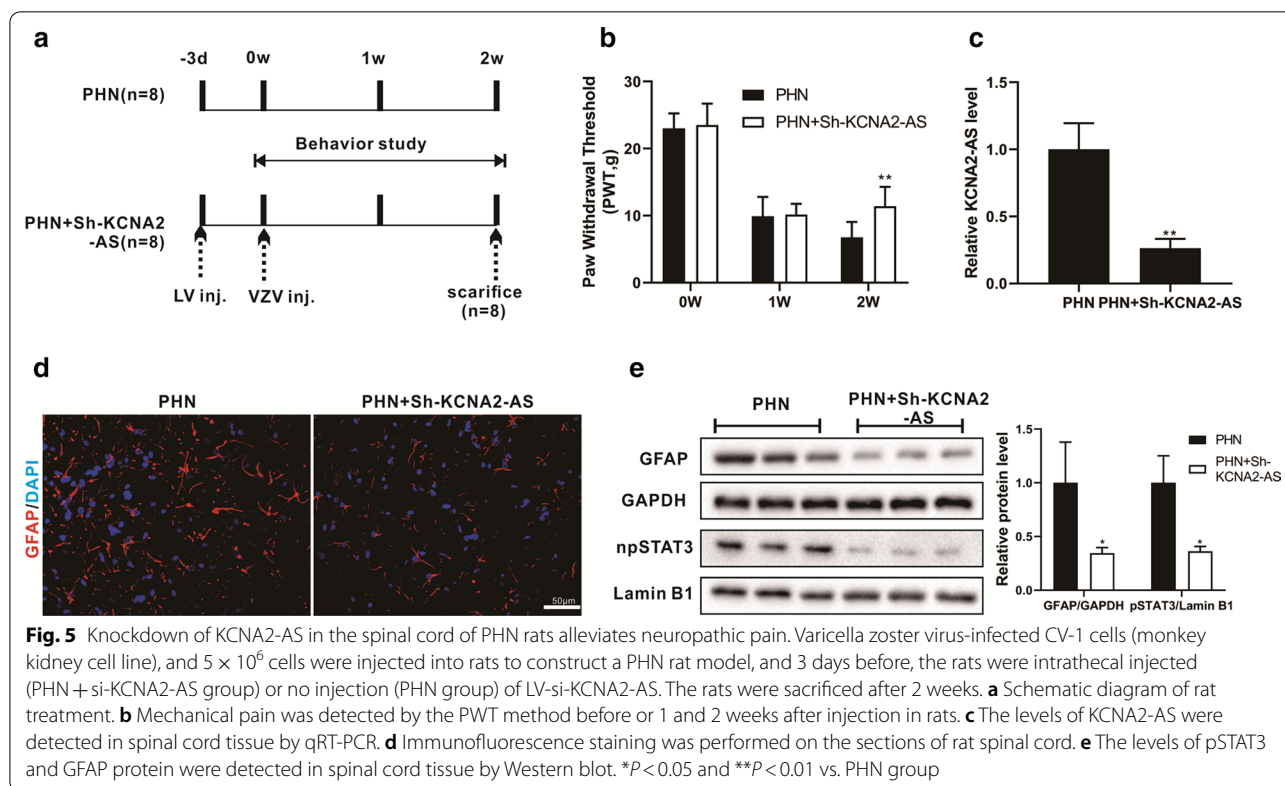 a
-3d 0w 1w 2w
PHN(n=8)
Behavior study
PHN+Sh-KCNA2
-AS(n=8)
LV inj. VZV inj. scarifice
(n=8)
b
PHN
PHN+Sh-KCNA2-AS
Paw Withdrawal Threshold
(PWT,g)
30
20
10
0
**
0W 1W 2W
c
Relative KCNA2-AS level
1.5
1.0
0.5
0.0
**
PHN PHN+Sh-KCNA2-AS
d
PHN PHN+Sh-KCNA2-AS
GFAP/DAPI
50μm
e
PHN PHN+Sh-KCNA2
-AS
GFAP
GAPDH
npSTAT3
Lamin B1
Relative protein level
1.5
1.0
0.5
0.0
PHN
PHN+Sh-
KCNA2-AS
* *
GFAP/GAPDH pSTAT3/Lamin B1
Fig. 5 Knockdown of KCNA2-AS in the spinal cord of PHN rats alleviates neuropathic pain. Varicella zoster virus-infected CV-1 cells (monkey
kidney cell line), and 5 × 10⁶ cells were injected into rats to construct a PHN rat model, and 3 days before, the rats were intrathecal injected
(PHN + si-KCNA2-AS group) or no injection (PHN group) of LV-si-KCNA2-AS. The rats were sacrificed after 2 weeks. a Schematic diagram of rat
treatment. b Mechanical pain was detected by the PWT method before or 1 and 2 weeks after injection in rats. c The levels of KCNA2-AS were
detected in spinal cord tissue by qRT-PCR. d Immunofluorescence staining was performed on the sections of rat spinal cord. e The levels of pSTAT3
and GFAP protein were detected in spinal cord tissue by Western blot. *P < 0.05 and **P < 0.01 vs. PHN group